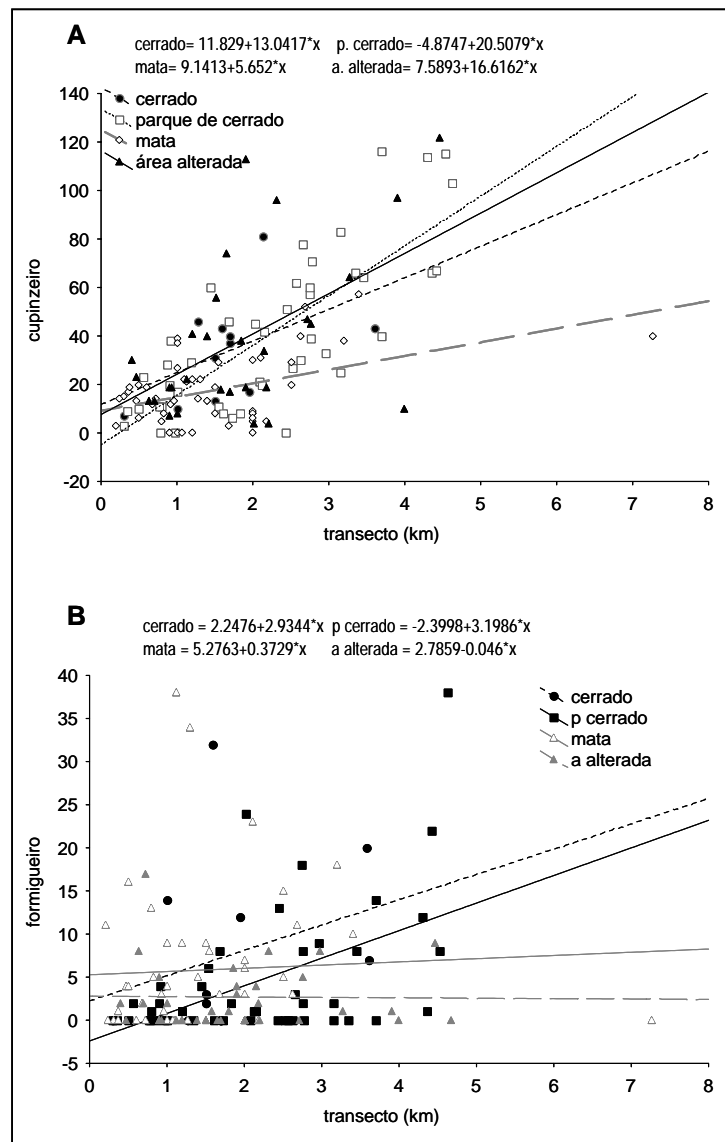 A
cerrado= 11.829+13.0417*x p. cerrado= -4.8747+20.5079*x
mata= 9.1413+5.652*x a. alterada= 7.5893+16.6162*x
cerrado
parque de cerrado
mata
área alterada
140
120
100
80
60
40
20
0
-20
cupinzeiro
0 1 2 3 4 5 6 7 8
transecto (km)
B
cerrado = 2.2476+2.9344*x p cerrado = -2.3998+3.1986*x
mata = 5.2763+0.3729*x a alterada = 2.7859-0.046*x
cerrado
p cerrado
mata
a alterada
40
35
30
25
20
15
10
5
0
-5
formigueiro
0 1 2 3 4 5 6 7 8
transecto (km)